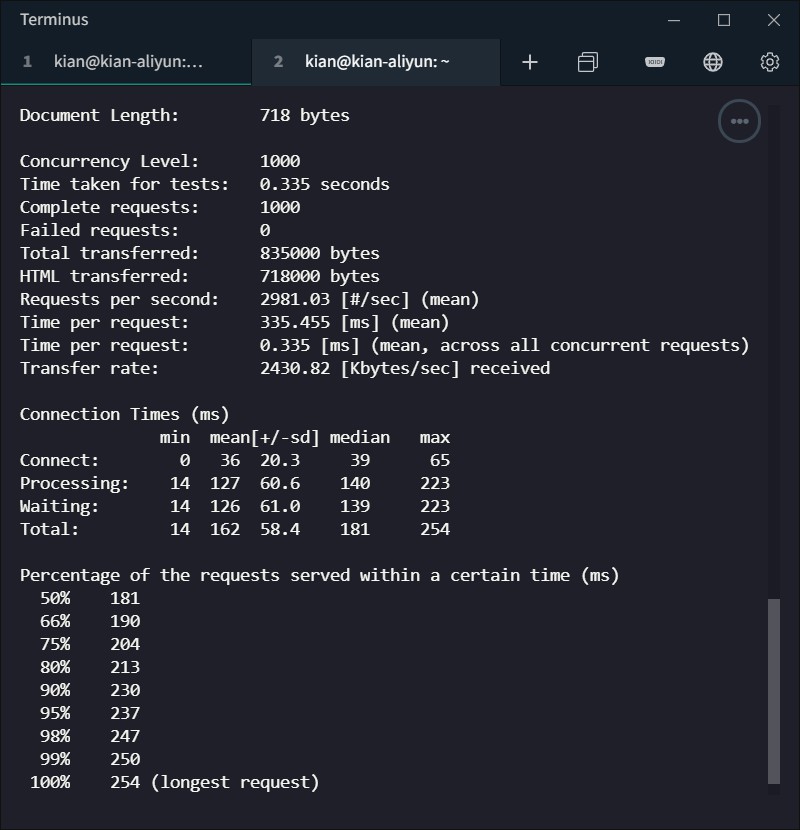 Terminus
1 kian@kian-aliyun:... 2 kian@kian-aliyun: ~
Document Length: 718 bytes
Concurrency Level: 1000
Time taken for tests: 0.335 seconds
Complete requests: 1000
Failed requests: 0
Total transferred: 835000 bytes
HTML transferred: 718000 bytes
Requests per second: 2981.03 [#/sec] (mean)
Time per request: 335.455 [ms] (mean)
Time per request: 0.335 [ms] (mean, across all concurrent requests)
Transfer rate: 2430.82 [Kbytes/sec] received
Connection Times (ms)
min mean[+/-sd] median max
Connect: 0 36 20.3 39 65
Processing: 14 127 60.6 140 223
Waiting: 14 126 61.0 139 223
Total: 14 162 58.4 181 254
Percentage of the requests served within a certain time (ms)
50% 181
66% 190
75% 204
80% 213
90% 230
95% 237
98% 247
99% 250
100% 254 (longest request)